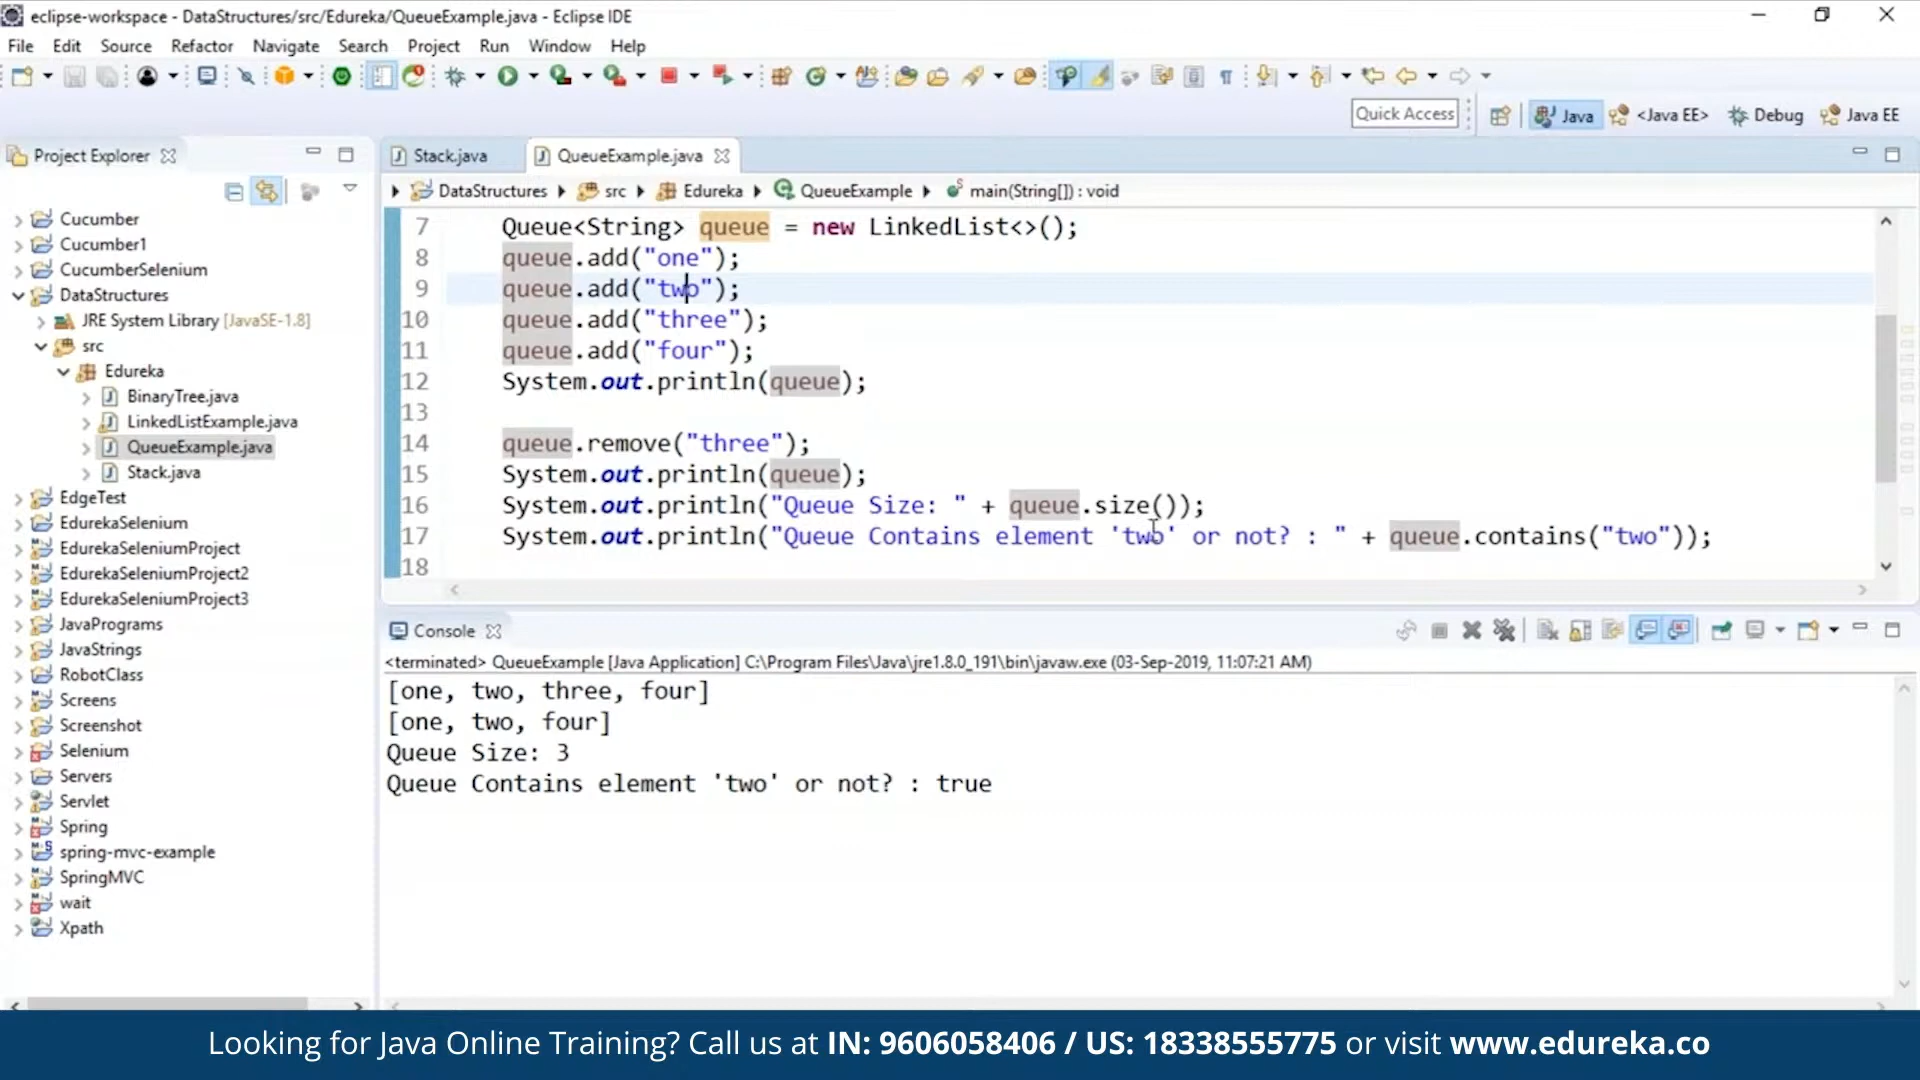 eclipse-workspace - DataStructures/src/Edureka/QueueExample.java - Eclipse IDE
File Edit Source Refactor Navigate Search Project Run Window Help
Quick Access
Java <Java EE> Debug Java EE
Project Explorer
Cucumber
Cucumber1
CucumberSelenium
DataStructures
JRE System Library [JavaSE-1.8]
src
Edureka
BinaryTree.java
LinkedListExample.java
QueueExample.java
Stack.java
EdgeTest
EdurekaSelenium
EdurekaSeleniumProject
EdurekaSeleniumProject2
EdurekaSeleniumProject3
JavaPrograms
JavaStrings
RobotClass
Screens
Screenshot
Selenium
Servers
Servlet
Spring
spring-mvc-example
SpringMVC
wait
Xpath
Stack.java QueueExample.java
DataStructures src Edureka QueueExample main(String[]) : void
7 Queue<String> queue = new LinkedList<>();
8 queue.add("one");
9 queue.add("two");
10 queue.add("three");
11 queue.add("four");
12 System.out.println(queue);
13
14 queue.remove("three");
15 System.out.println(queue);
16 System.out.println("Queue Size: " + queue.size());
17 System.out.println("Queue Contains element 'two' or not? : " + queue.contains("two"));
18
Console
<terminated> QueueExample [Java Application] C:\Program Files\Java\jre1.8.0_191\bin\javaw.exe (03-Sep-2019, 11:07:21 AM)
[one, two, three, four]
[one, two, four]
Queue Size: 3
Queue Contains element 'two' or not? : true
Looking for Java Online Training? Call us at IN: 9606058406 / US: 18338555775 or visit www.edureka.co